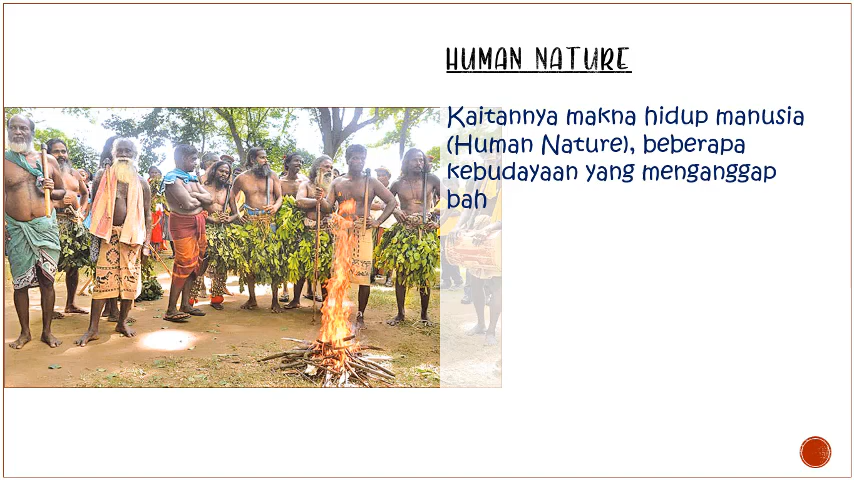 HUMAN NATURE
Kaitannya makna hidup manusia
(Human Nature), beberapa
kebudayaan yang menganggap
bah